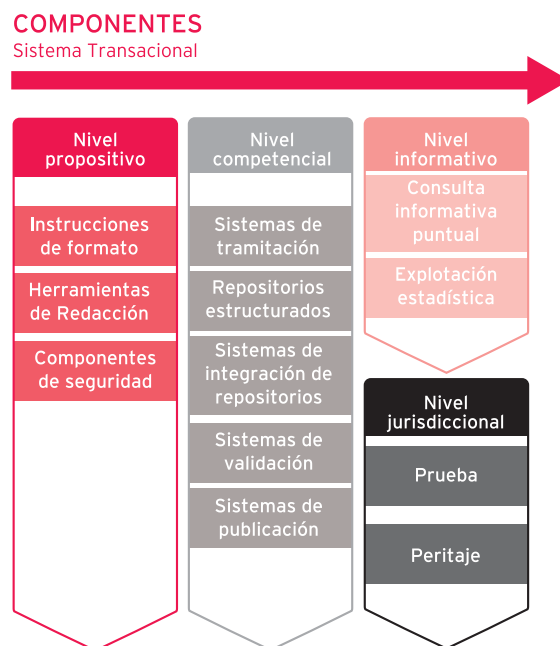 COMPONENTES
Sistema Transacional
Nivel
propositivo
Instrucciones
de formato
Herramientas
de Redacción
Componentes
de seguridad
Nivel
competencial
Sistemas de
tramitación
Repositorios
estructurados
Sistemas de
integración de
repositorios
Sistemas de
validación
Sistemas de
publicación
Nivel
informativo
Consulta
informativa
puntual
Explotación
estadística
Nivel
jurisdiccional
Prueba
Peritaje